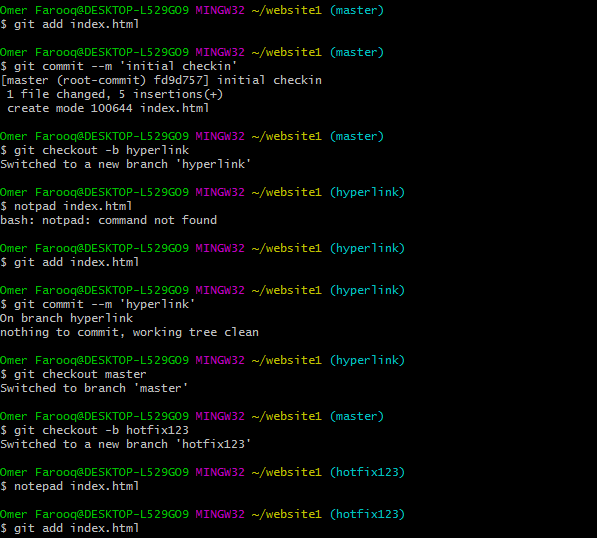 Omer Farooq@DESKTOP-L529GO9 MINGW32 ~/website1 (master)
$ git add index.html
Omer Farooq@DESKTOP-L529GO9 MINGW32 ~/website1 (master)
$ git commit --m 'initial checkin'
[master (root-commit) fd9d757] initial checkin
 1 file changed, 5 insertions(+)
 create mode 100644 index.html
Omer Farooq@DESKTOP-L529GO9 MINGW32 ~/website1 (master)
$ git checkout -b hyperlink
Switched to a new branch 'hyperlink'
Omer Farooq@DESKTOP-L529GO9 MINGW32 ~/website1 (hyperlink)
$ notpad index.html
bash: notpad: command not found
Omer Farooq@DESKTOP-L529GO9 MINGW32 ~/website1 (hyperlink)
$ git add index.html
Omer Farooq@DESKTOP-L529GO9 MINGW32 ~/website1 (hyperlink)
$ git commit --m 'hyperlink'
On branch hyperlink
nothing to commit, working tree clean
Omer Farooq@DESKTOP-L529GO9 MINGW32 ~/website1 (hyperlink)
$ git checkout master
Switched to branch 'master'
Omer Farooq@DESKTOP-L529GO9 MINGW32 ~/website1 (master)
$ git checkout -b hotfix123
Switched to a new branch 'hotfix123'
Omer Farooq@DESKTOP-L529GO9 MINGW32 ~/website1 (hotfix123)
$ notepad index.html
Omer Farooq@DESKTOP-L529GO9 MINGW32 ~/website1 (hotfix123)
$ git add index.html